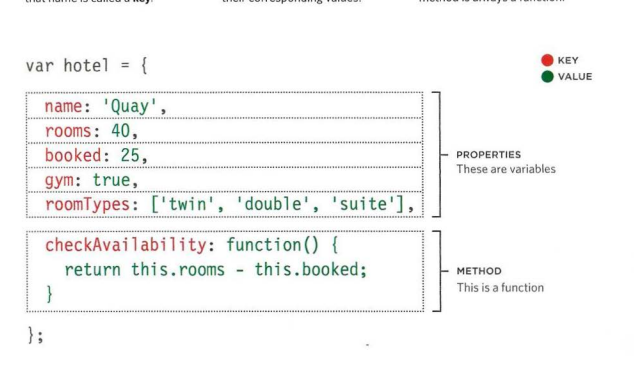 that name is called a key.
their corresponding values.
method is always a function.
var hotel = {
KEY
VALUE
name: 'Quay',
rooms: 40,
booked: 25,
gym: true,
roomTypes: ['twin', 'double', 'suite'],
PROPERTIES
These are variables
checkAvailability: function() {
return this.rooms - this.booked;
}
METHOD
This is a function
};